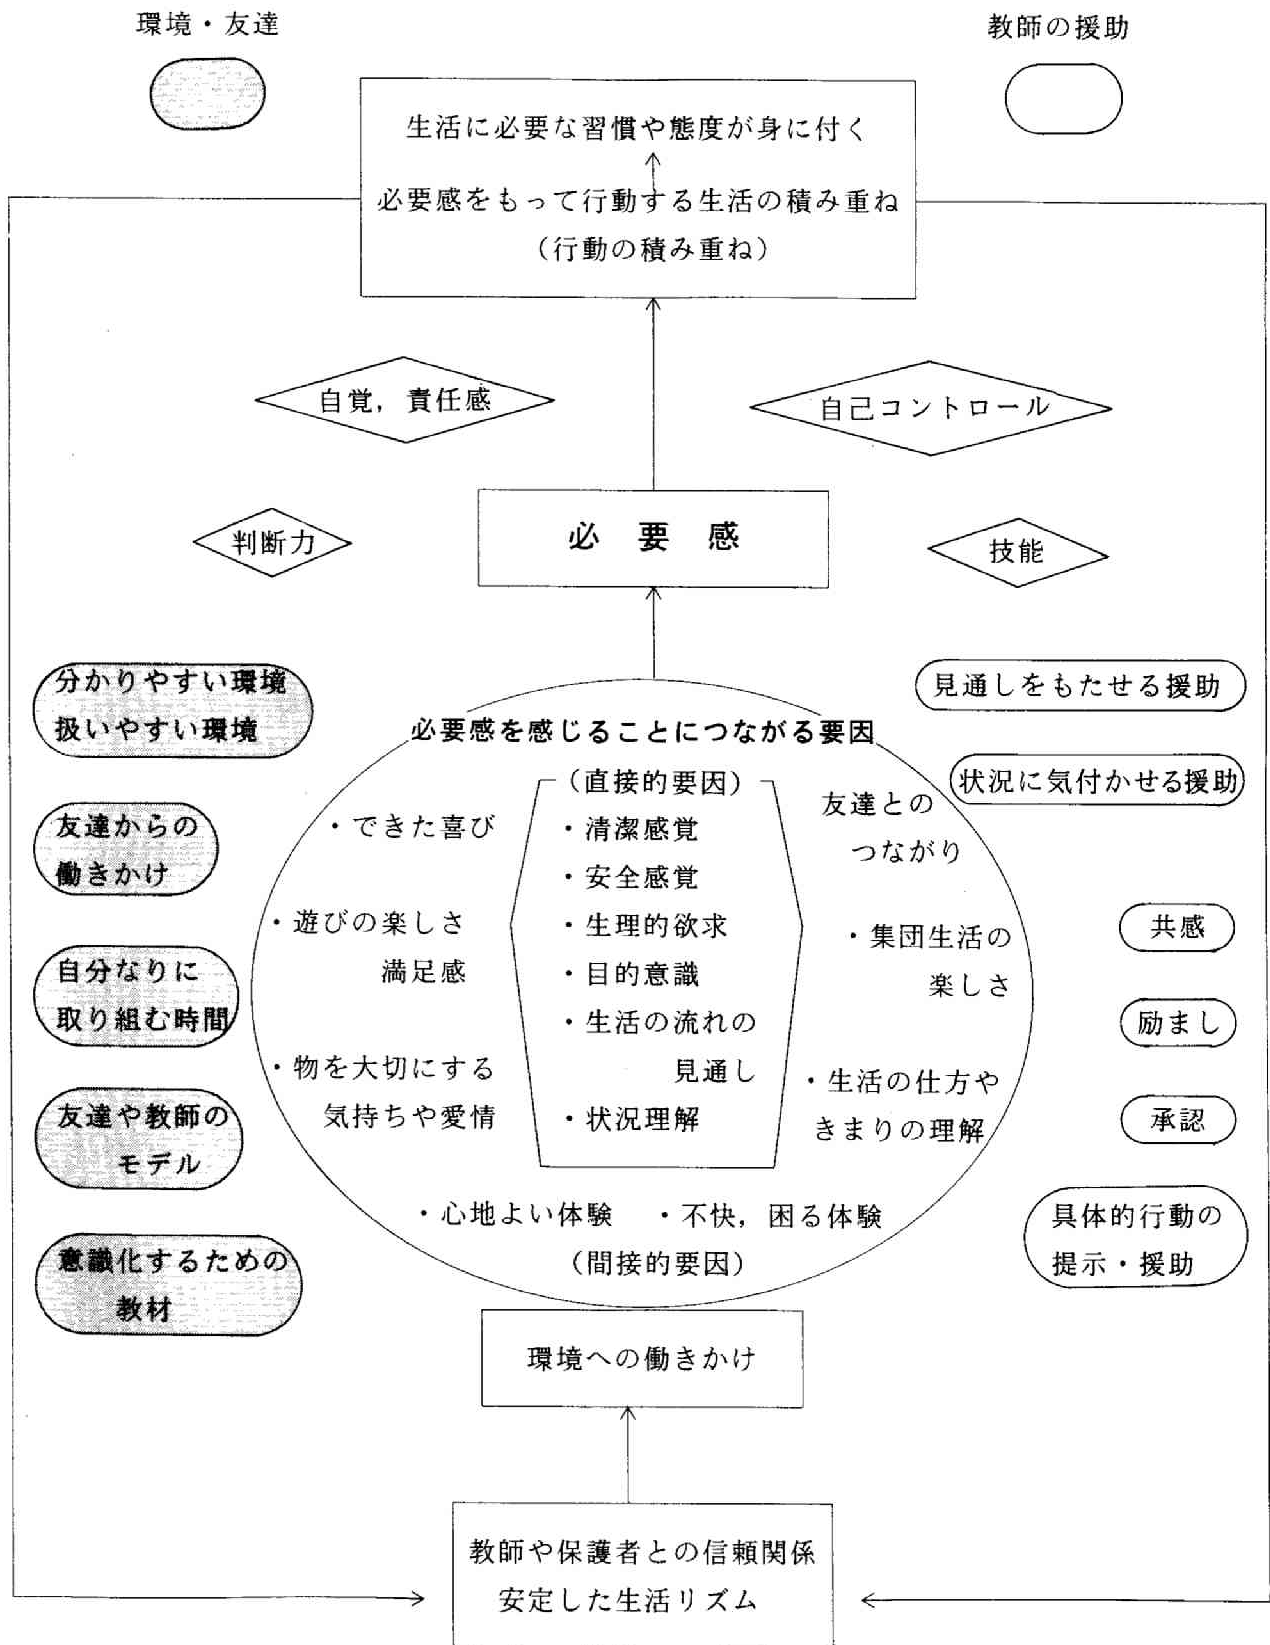 環境・友達
教師の援助
生活に必要な習慣や態度が身に付く
必要感をもって行動する生活の積み重ね
（行動の積み重ね）
自覚，責任感
自己コントロール
判断力
必要感
技能
分かりやすい環境
扱いやすい環境
友達からの
働きかけ
自分なりに
取り組む時間
友達や教師の
モデル
意識化するための
教材
必要感を感じることにつながる要因
・できた喜び
・遊びの楽しさ
満足感
・物を大切にする
気持ちや愛情
（直接的要因）
・清潔感覚
・安全感覚
・生理的欲求
・目的意識
・生活の流れの
見通し
・状況理解
友達との
つながり
・集団生活の
楽しさ
・生活の仕方や
きまりの理解
・心地よい体験　・不快，困る体験
（間接的要因）
見通しをもたせる援助
状況に気付かせる援助
共感
励まし
承認
具体的行動の
提示・援助
環境への働きかけ
教師や保護者との信頼関係
安定した生活リズム